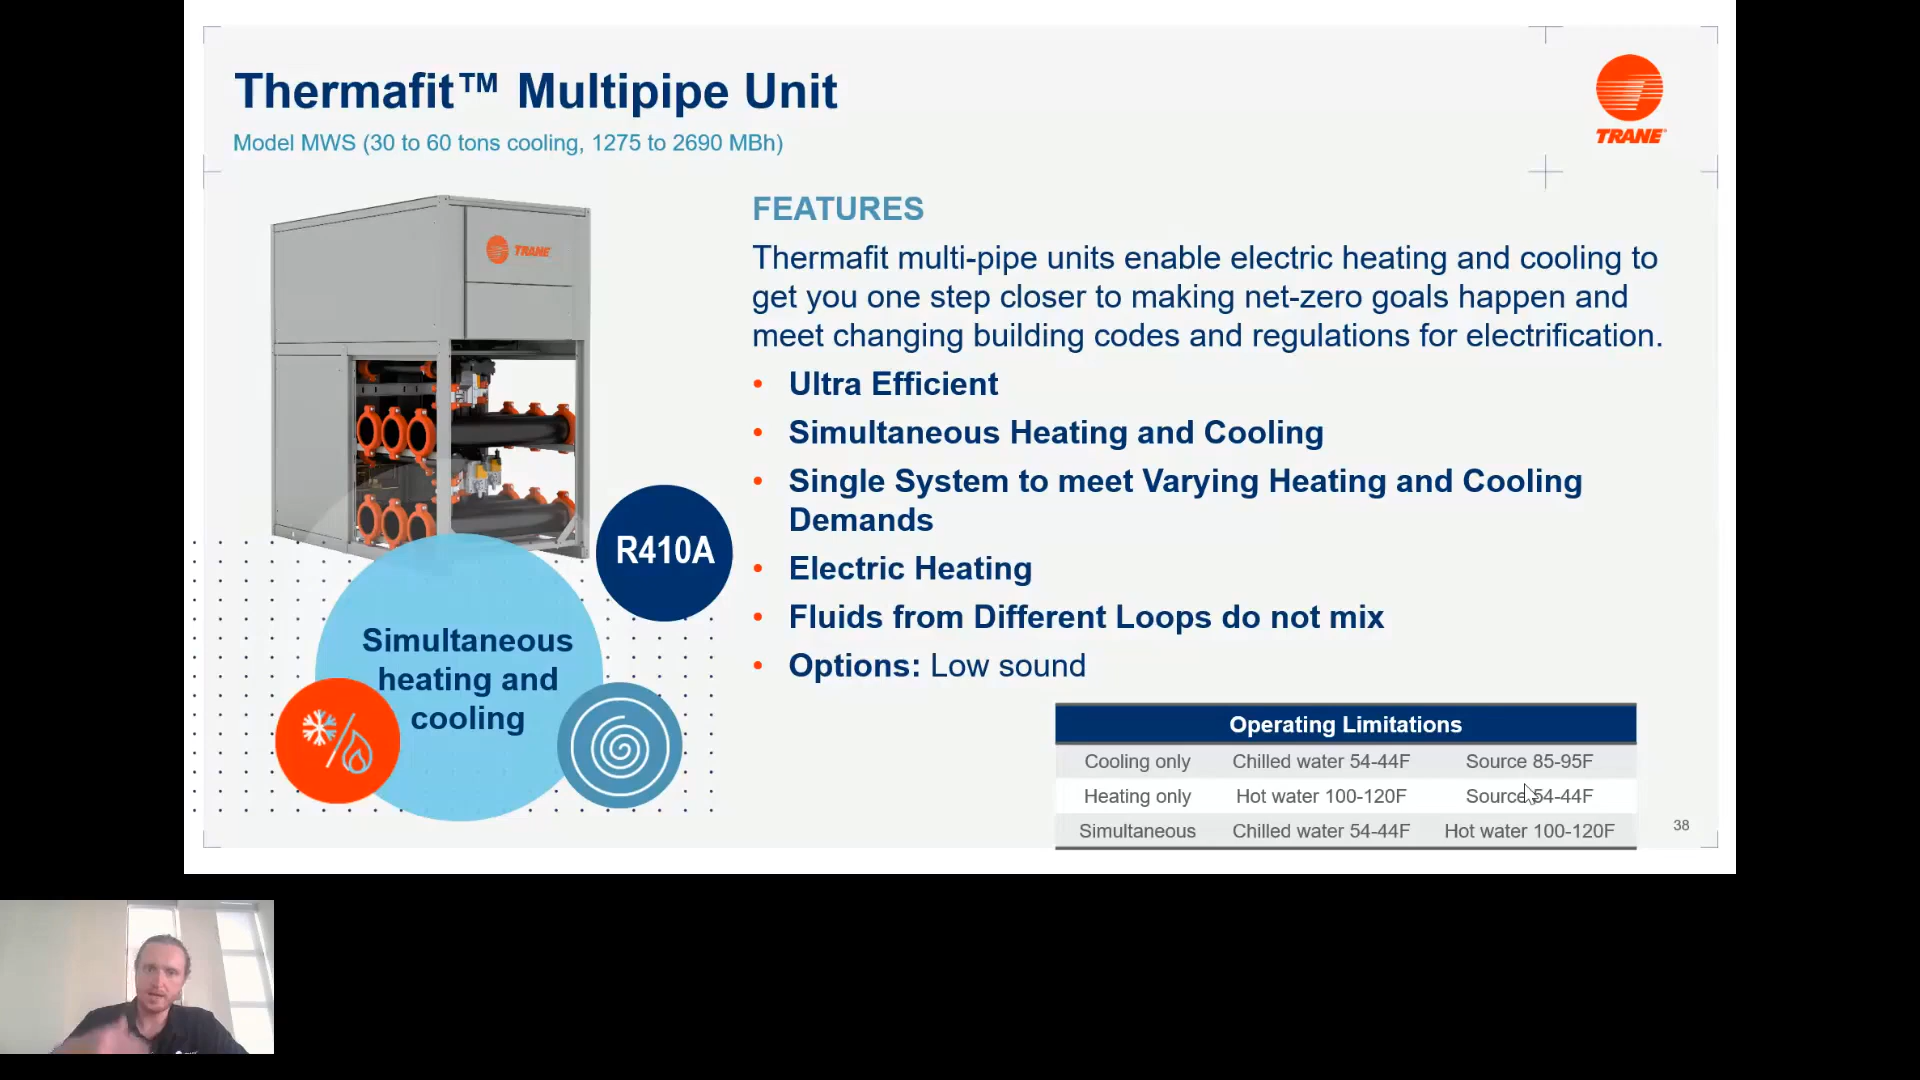 Thermafit™ Multipipe Unit
Model MWS (30 to 60 tons cooling, 1275 to 2690 MBh)
TRANE
TRANE
FEATURES
Thermafit multi-pipe units enable electric heating and cooling to
get you one step closer to making net-zero goals happen and
meet changing building codes and regulations for electrification.
• Ultra Efficient
• Simultaneous Heating and Cooling
• Single System to meet Varying Heating and Cooling
Demands
• Electric Heating
• Fluids from Different Loops do not mix
• Options: Low sound
R410A
Simultaneous
heating and
cooling
Operating Limitations
Cooling only Chilled water 54-44F Source 85-95F
Heating only Hot water 100-120F Source 54-44F
Simultaneous Chilled water 54-44F Hot water 100-120F
38